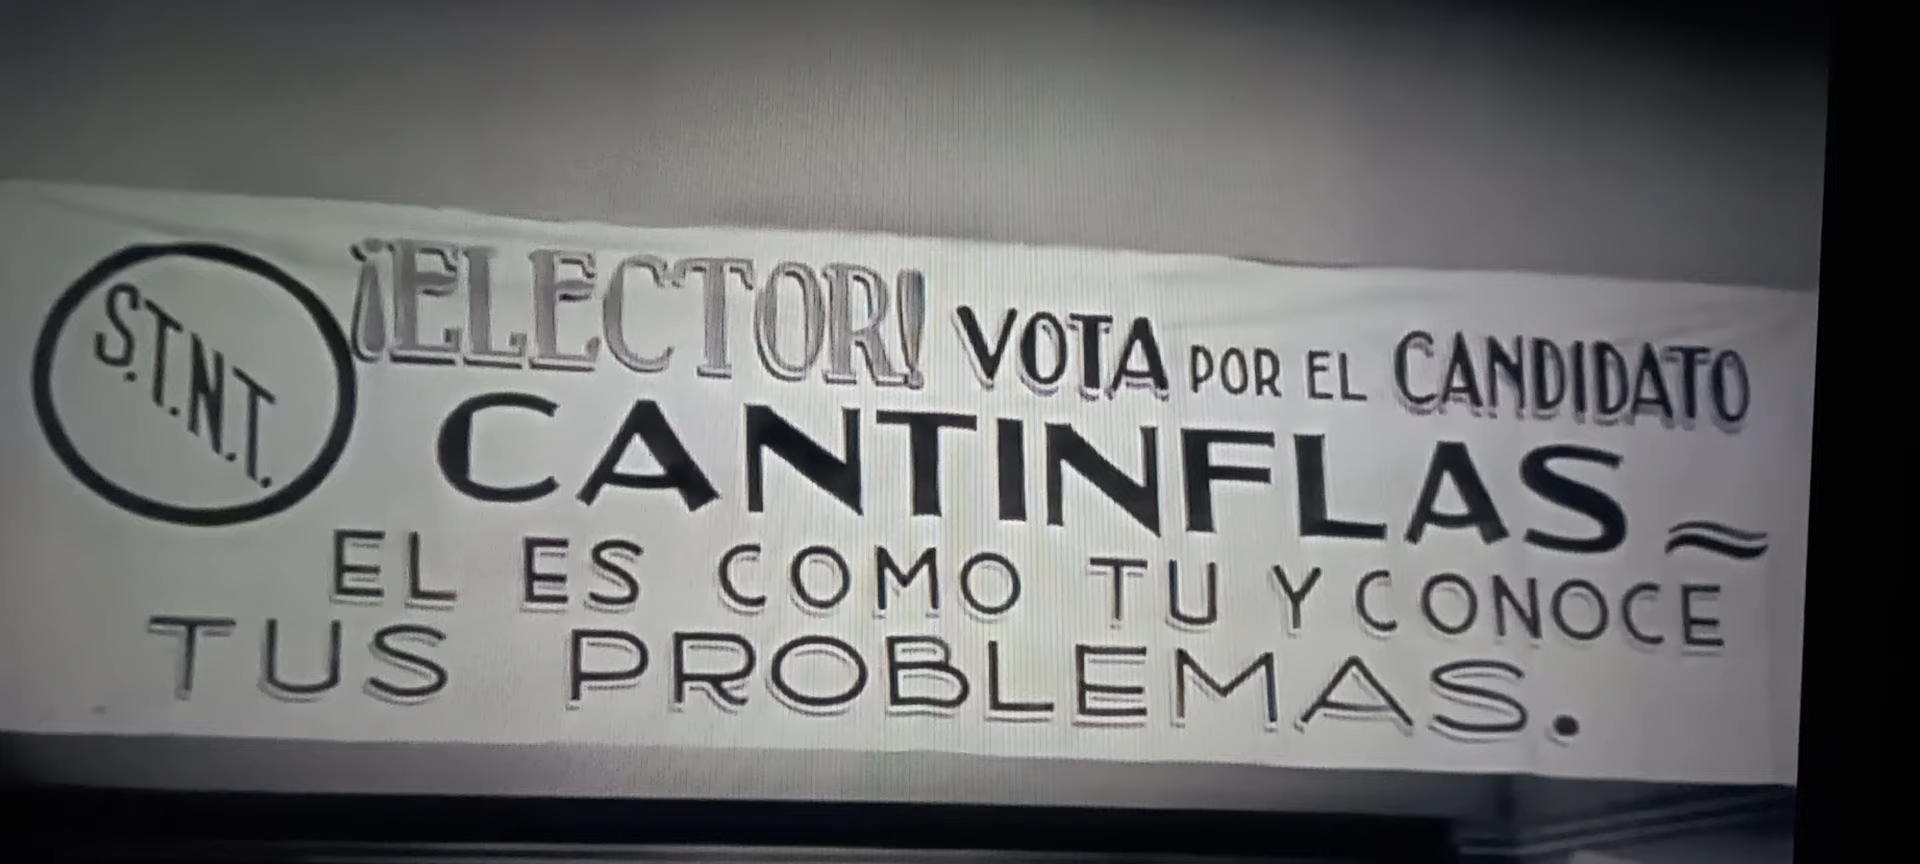 S.T.N.T.
¡ELECTOR! VOTA POR EL CANDIDATO
CANTINFLAS ~
EL ES COMO TU Y CONOCE
TUS PROBLEMAS.